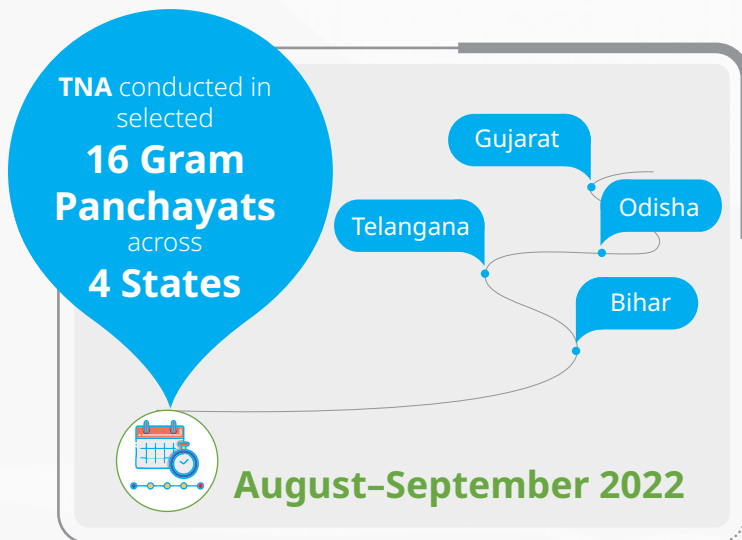 TNA conducted in
selected
16 Gram
Panchayats
across
4 States
Gujarat
Odisha
Telangana
Bihar
August–September 2022